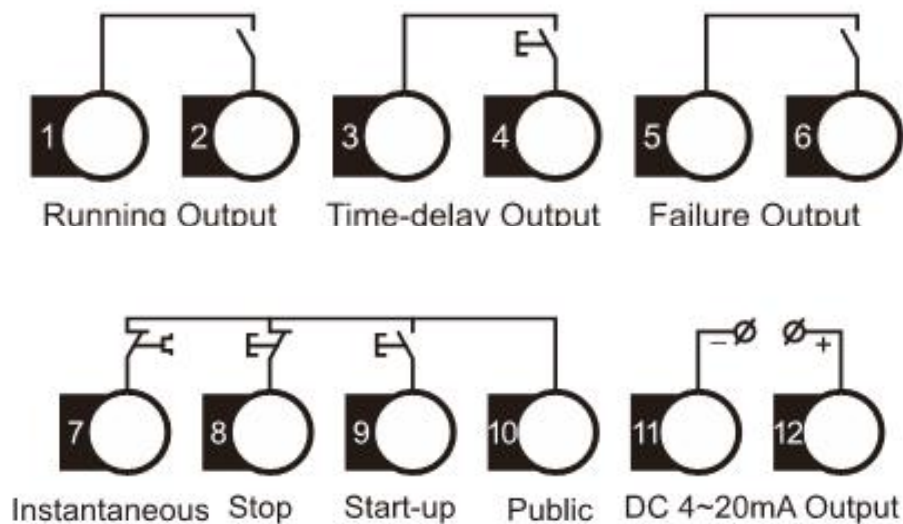 1 2 3 4 5 6
Running Output Time-delay Output Failure Output
− +
7 8 9 10 11 12
Instantaneous Stop Start-up Public DC 4~20mA Output